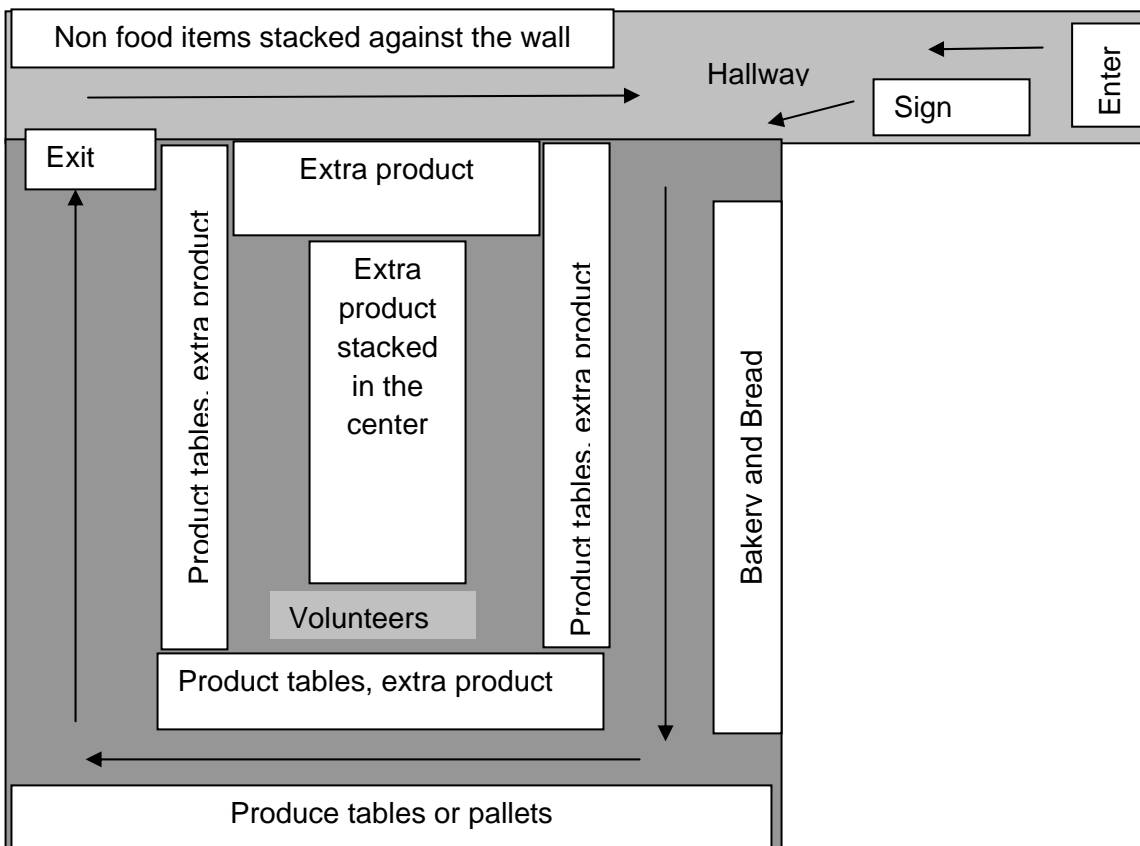 Non food items stacked against the wall
Hallway
Sign
Enter
Exit
Extra product
Product tables, extra product
Extra
product
stacked
in the
center
Product tables, extra product
Bakery and Bread
Volunteers
Product tables, extra product
Produce tables or pallets